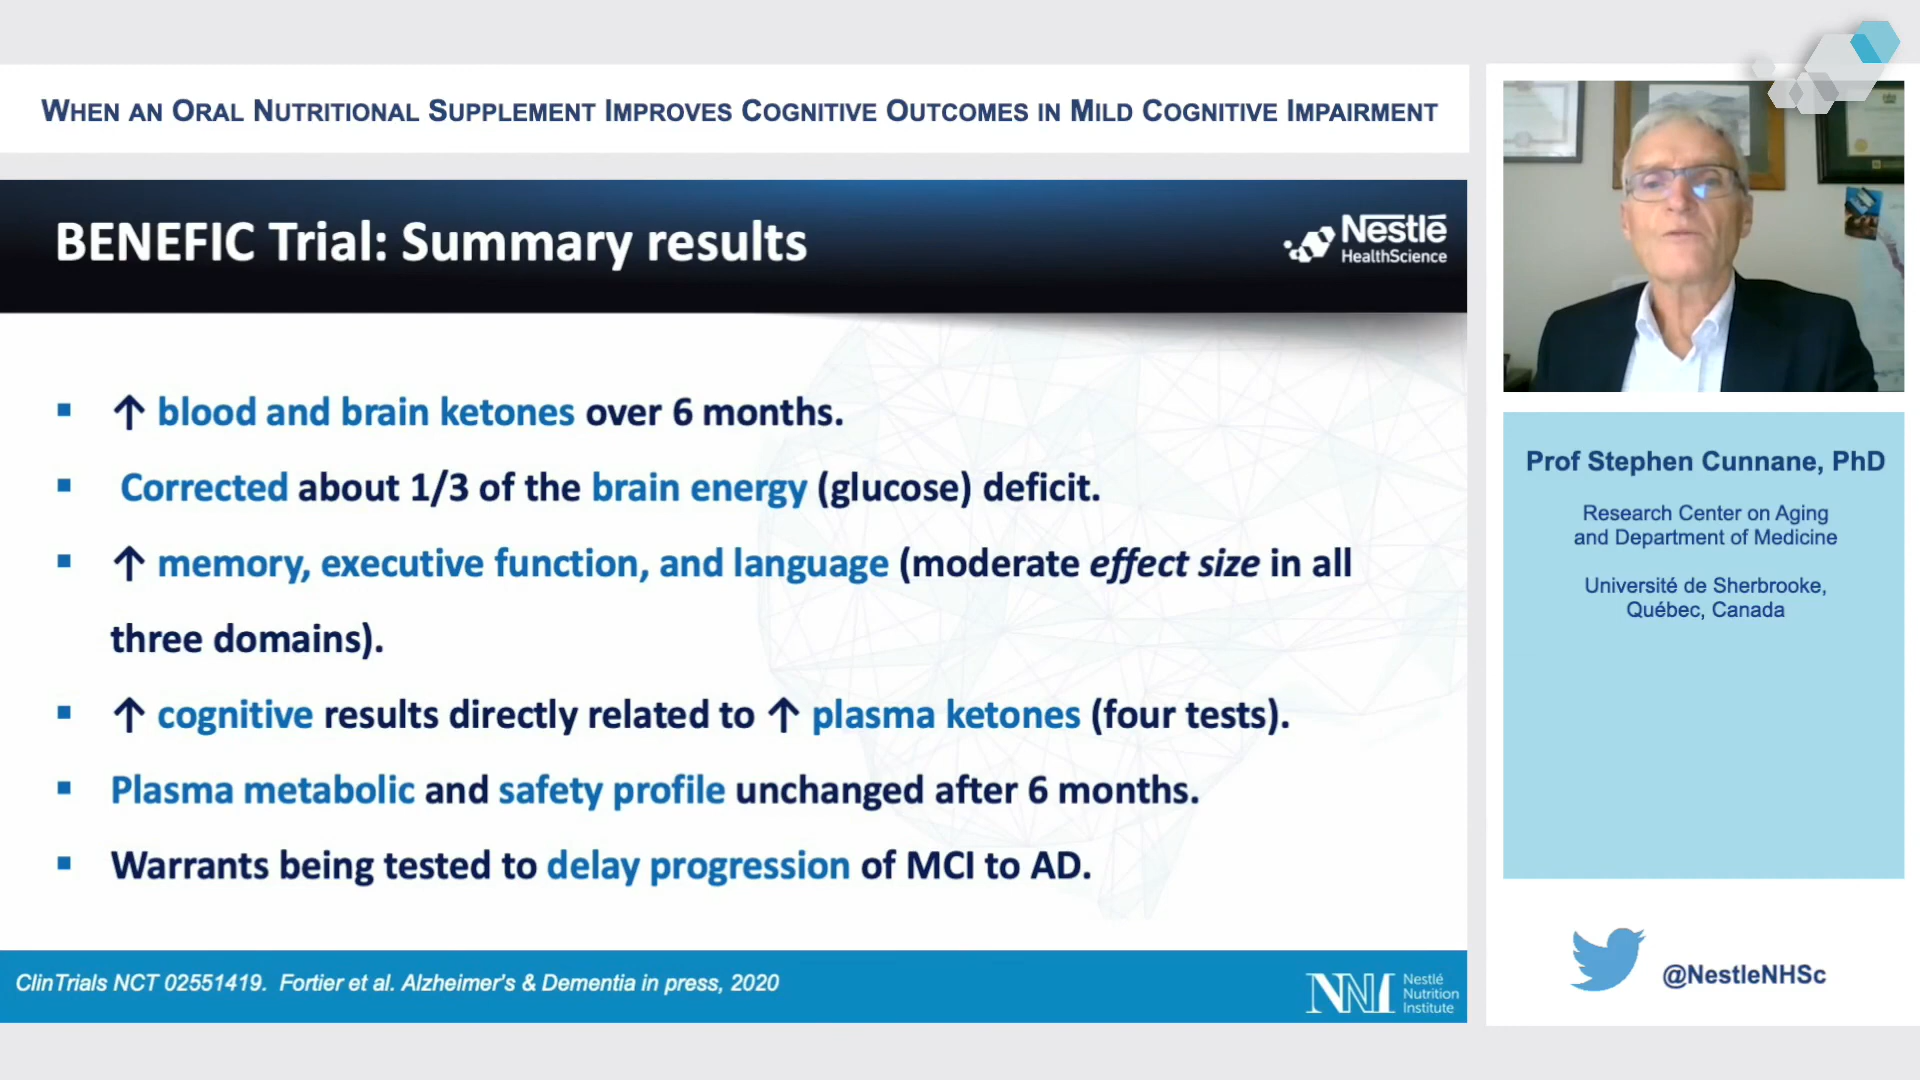 WHEN AN ORAL NUTRITIONAL SUPPLEMENT IMPROVES COGNITIVE OUTCOMES IN MILD COGNITIVE IMPAIRMENT
BENEFIC Trial: Summary results
Nestlé
HealthScience
▪ ↑ blood and brain ketones over 6 months.
▪ Corrected about 1/3 of the brain energy (glucose) deficit.
▪ ↑ memory, executive function, and language (moderate effect size in all
three domains).
▪ ↑ cognitive results directly related to ↑ plasma ketones (four tests).
▪ Plasma metabolic and safety profile unchanged after 6 months.
▪ Warrants being tested to delay progression of MCI to AD.
ClinTrials NCT 02551419. Fortier et al. Alzheimer's & Dementia in press, 2020
NNI
Nestlé
Nutrition
Institute
Prof Stephen Cunnane, PhD
Research Center on Aging
and Department of Medicine
Université de Sherbrooke,
Québec, Canada
@NestleNHSc